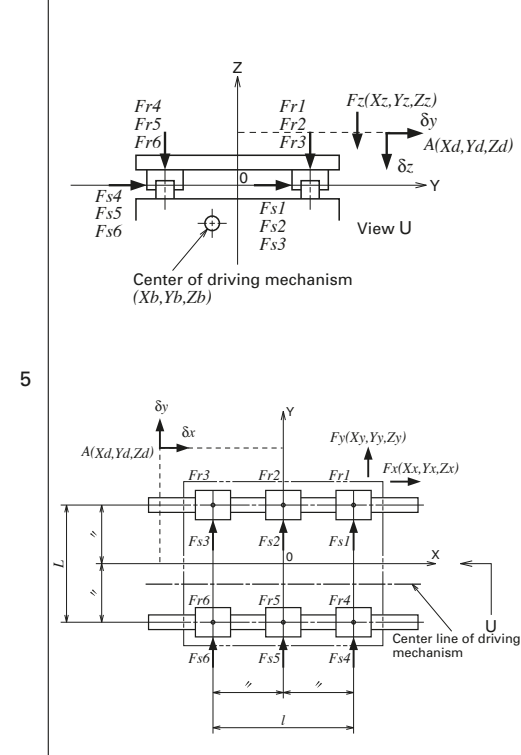 Z
Fr4
Fr5
Fr6
Fr1
Fr2
Fr3
Fz(Xz,Yz,Zz)
δy
A(Xd,Yd,Zd)
δz
0
Y
Fs4
Fs5
Fs6
Fs1
Fs2
Fs3
View U
Center of driving mechanism
(Xb,Yb,Zb)
5
δy
Y
δx
A(Xd,Yd,Zd)
Fy(Xy,Yy,Zy)
Fx(Xx,Yx,Zx)
Fr3
Fr2
Fr1
Fs3
Fs2
Fs1
L
〃
〃
0
X
Fr6
Fr5
Fr4
U
Center line of driving
mechanism
Fs6
Fs5
Fs4
〃
〃
l